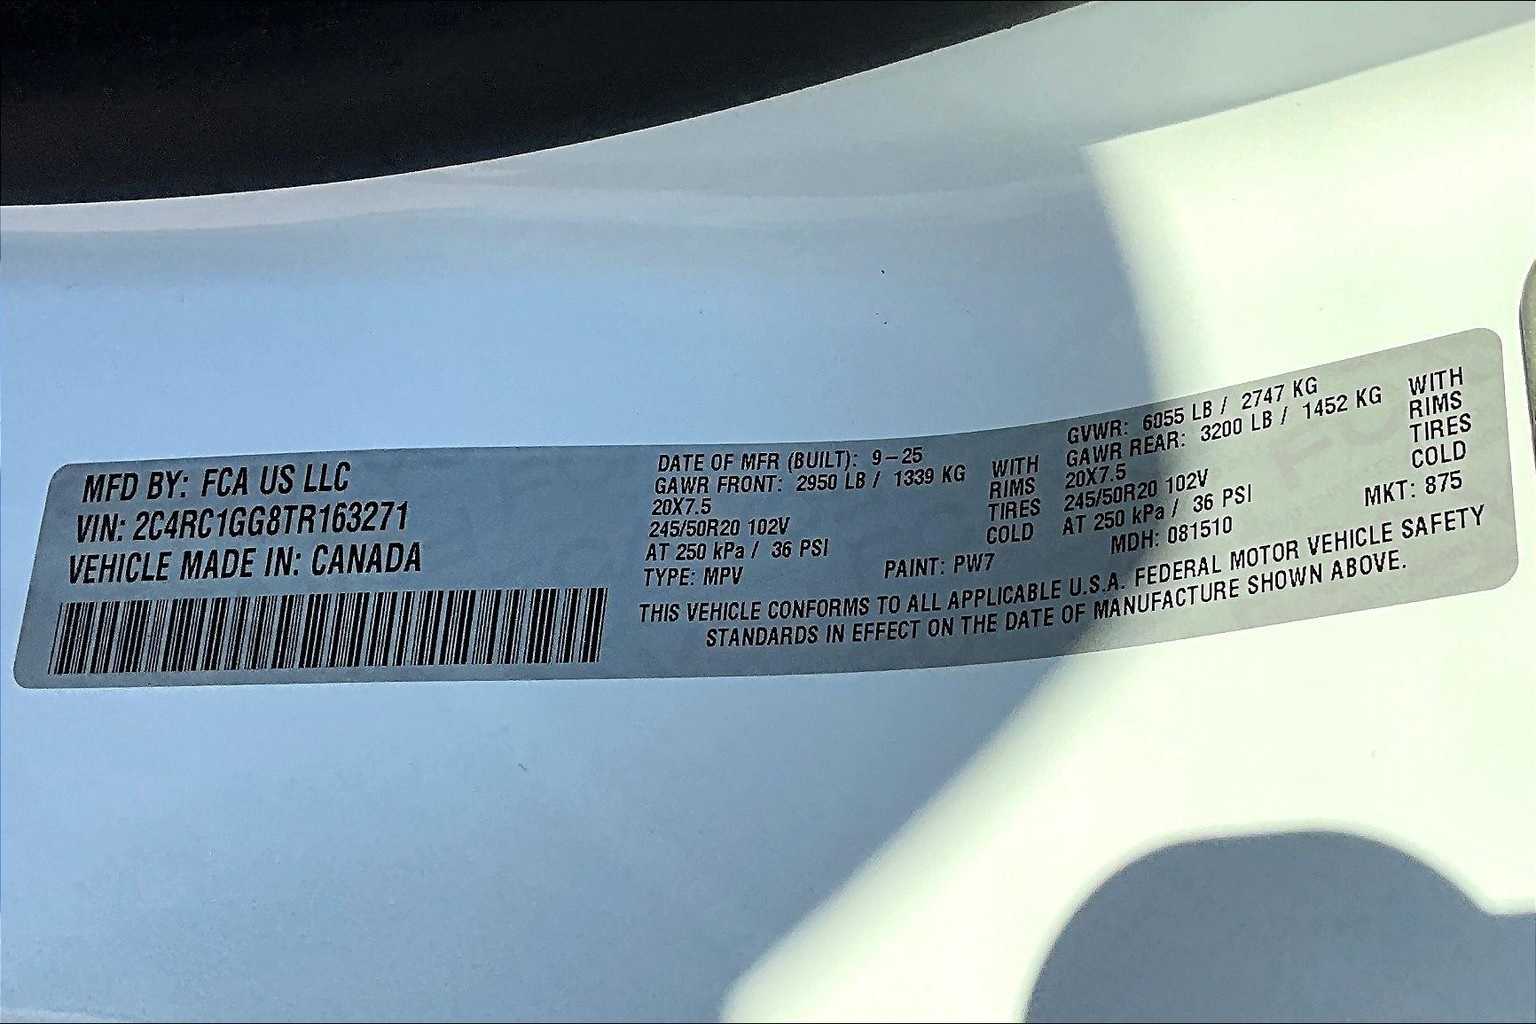 MFD BY: FCA US LLC
VIN: 2C4RC1GG8TR163271
VEHICLE MADE IN: CANADA
DATE OF MFR (BUILT): 9-25
GAWR FRONT: 2950 LB / 1339 KG WITH
20X7.5 RIMS
245/50R20 102V TIRES
AT 250 kPa / 36 PSI COLD
TYPE: MPV PAINT: PW7
GVWR: 6055 LB / 2747 KG
GAWR REAR: 3200 LB / 1452 KG WITH
20X7.5 RIMS
245/50R20 102V TIRES
AT 250 kPa / 36 PSI COLD
MDH: 081510 MKT: 875
THIS VEHICLE CONFORMS TO ALL APPLICABLE U.S.A. FEDERAL MOTOR VEHICLE SAFETY
STANDARDS IN EFFECT ON THE DATE OF MANUFACTURE SHOWN ABOVE.